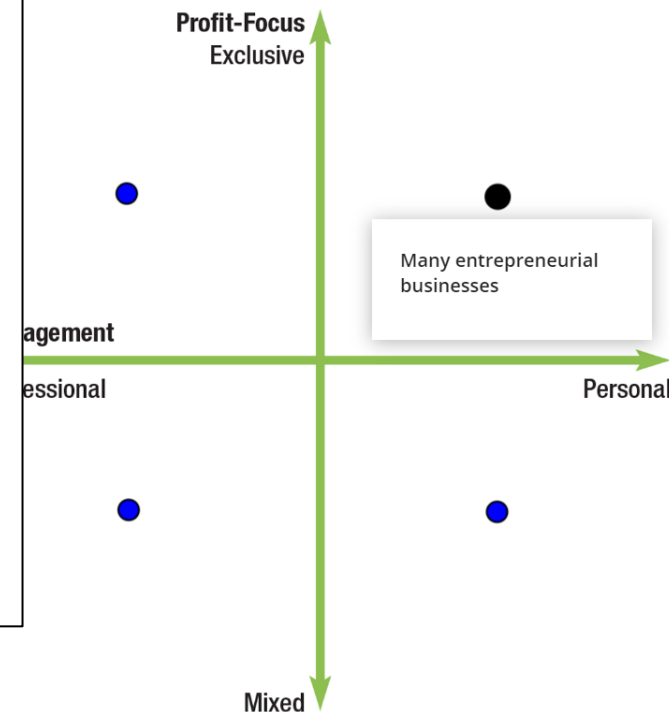 Profit-Focus
Exclusive
Many entrepreneurial
businesses
agement
essional
Personal
Mixed